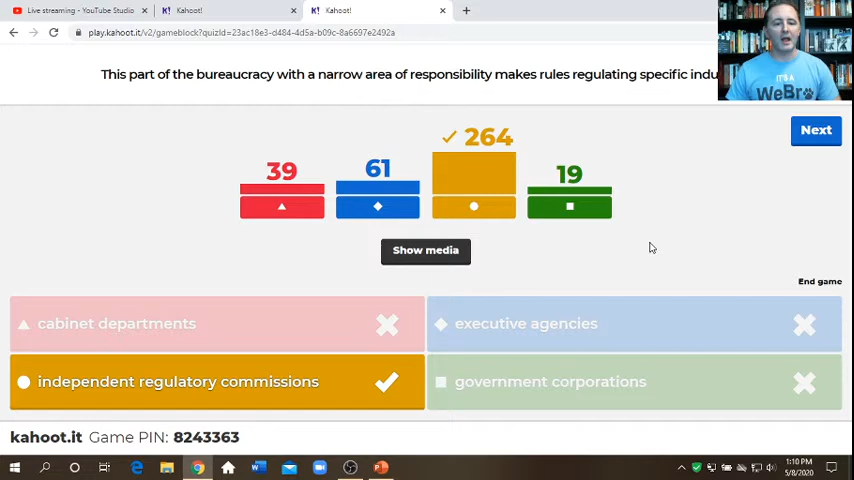 Live streaming - YouTube Studio
Kahoot!
Kahoot!
play.kahoot.it/v2/gameblock?quizId=23ac18e3-d484-4d5a-b09c-8a6697e2492a
This part of the bureaucracy with a narrow area of responsibility makes rules regulating specific indu
IT'S A
WeBro
Next
39
61
264
19
Show media
End game
cabinet departments
executive agencies
independent regulatory commissions
government corporations
kahoot.it Game PIN: 8243363
1:10 PM
5/8/2020